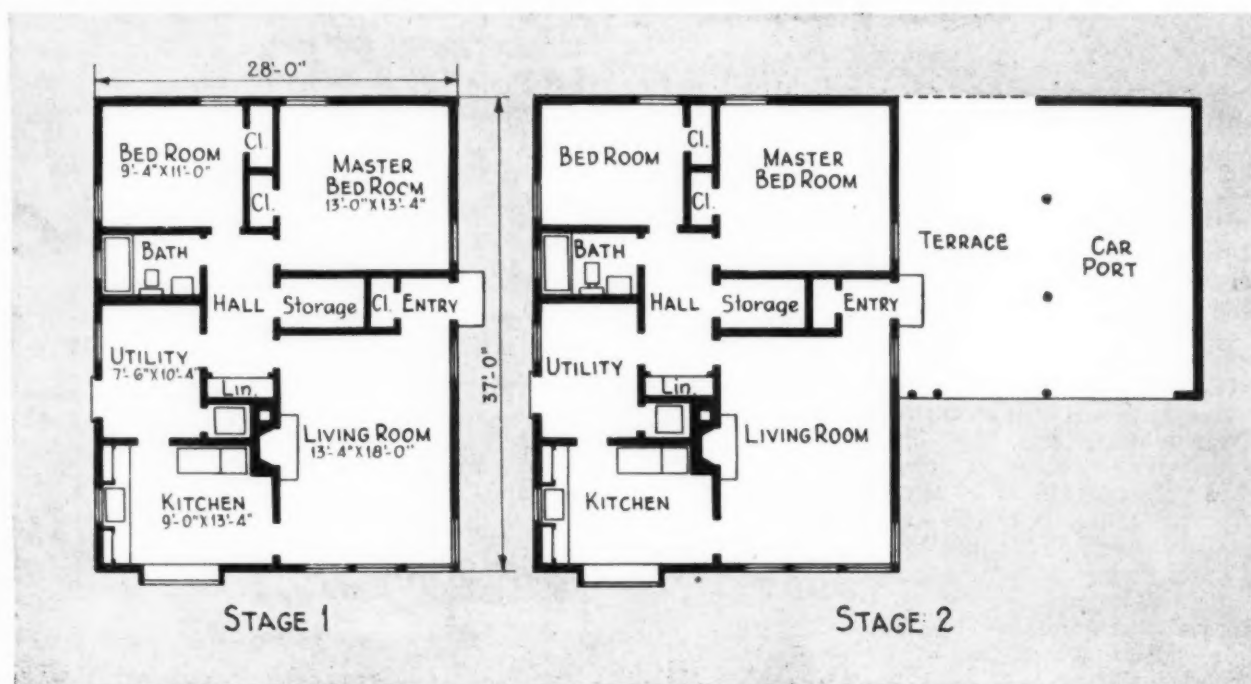 28'-0"
BED ROOM
9'-4"X11'-0"
Cl.
MASTER
BED ROOM
13'-0"X13'-4"
Cl.
BATH
HALL
Storage
Cl.
ENTRY
UTILITY
7'-6"X10'-4"
Lin.
LIVING ROOM
13'-4"X18'-0"
KITCHEN
9'-0"X13'-4"
37'-0"
STAGE 1
BED ROOM
Cl.
MASTER
BED ROOM
Cl.
BATH
HALL
Storage
ENTRY
UTILITY
Lin.
LIVING ROOM
KITCHEN
TERRACE
CAR
PORT
STAGE 2